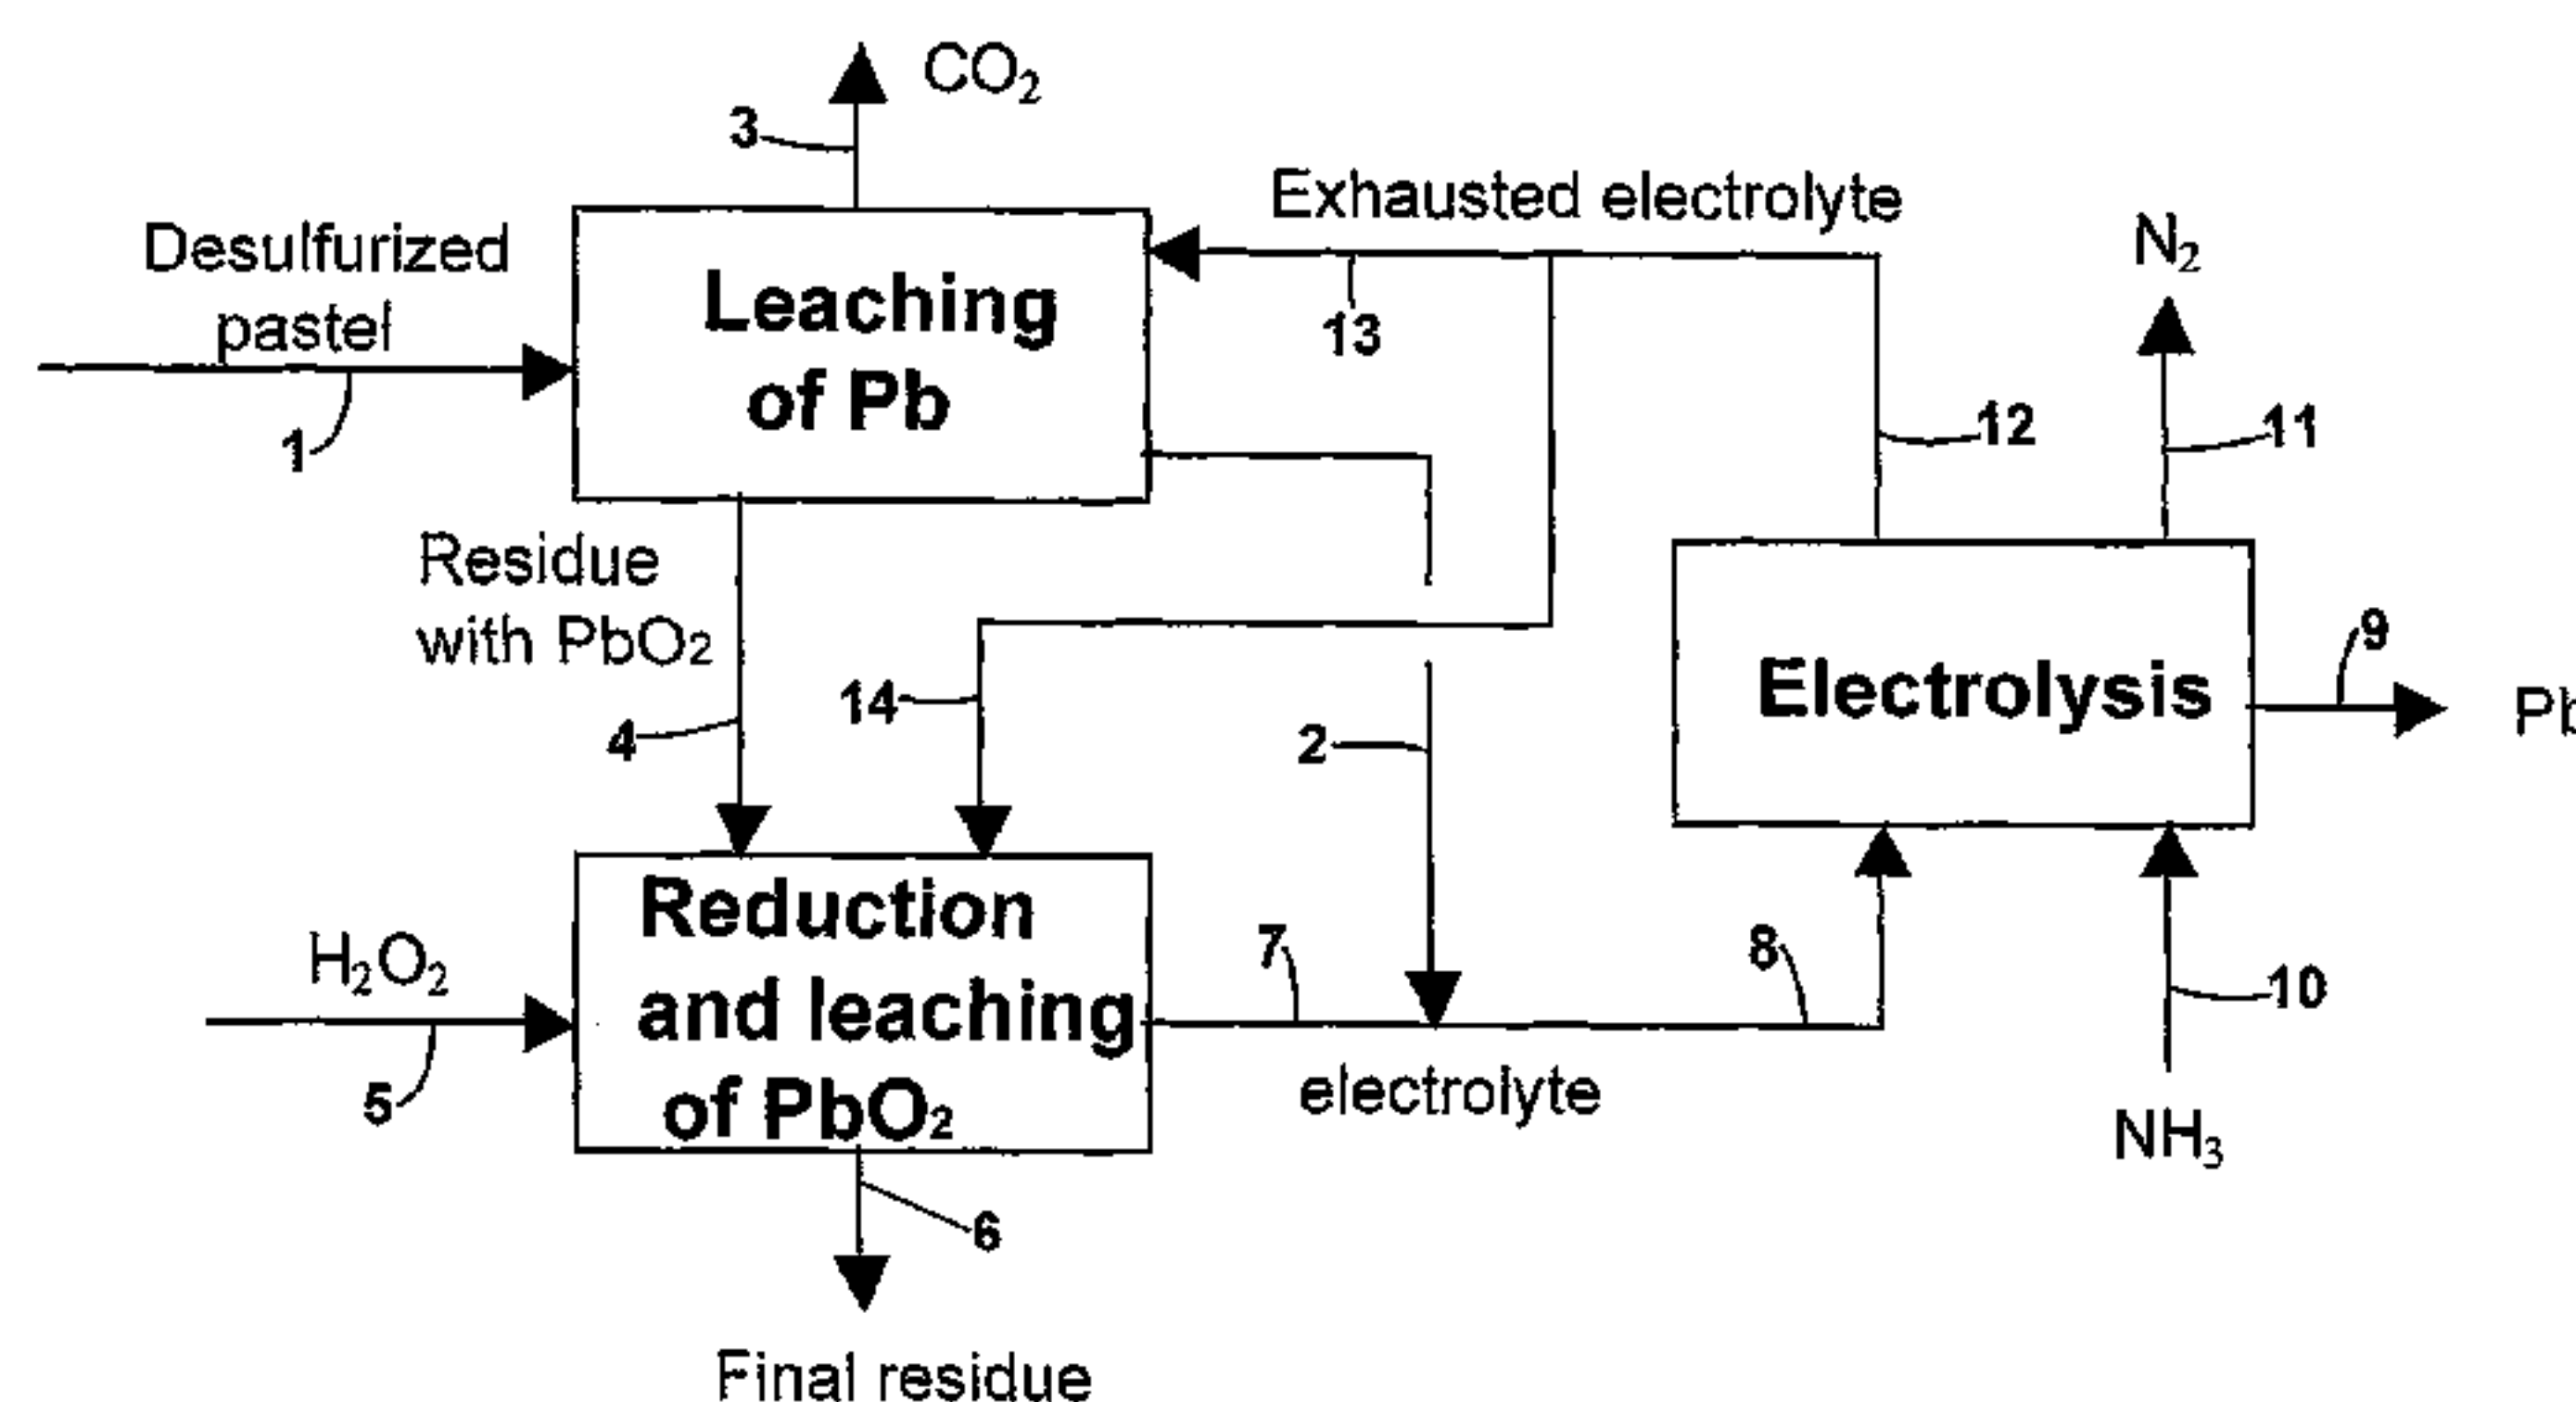 CO₂
3
Exhausted electrolyte
Desulfurized
pastel
N₂
Leaching
of Pb
13
1
12
11
Residue
with PbO₂
4
14
2
Electrolysis
9
Pb
Reduction
and leaching
of PbO₂
H₂O₂
5
7
8
10
electrolyte
NH₃
6
Final residue